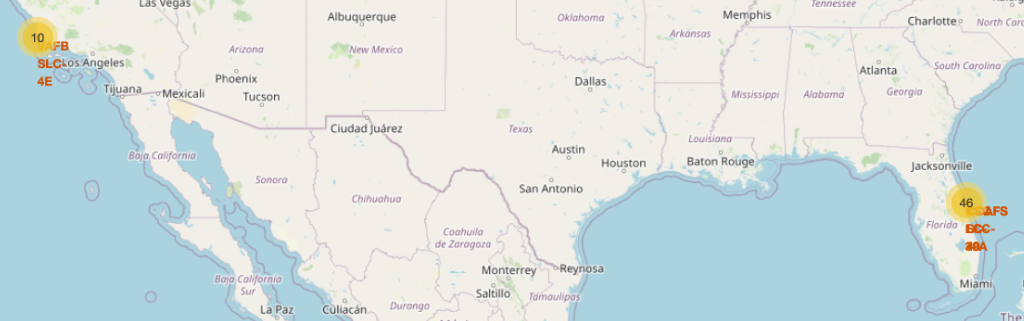 Las Vegas
Albuquerque
Oklahoma
Memphis
Tennessee
Charlotte
North Car
10
VAFB
SLC-
4E
Los Angeles
Arizona
New Mexico
Arkansas
South Carolina
Phoenix
Dallas
Atlanta
Tijuana
Mexicali
Tucson
Mississippi
Alabama
Georgia
Ciudad Juárez
Texas
Louisiana
Baja California
Austin
Houston
Baton Rouge
Jacksonville
Sonora
Chihuahua
San Antonio
46
AFS
Florida
Coahuila
de Zaragoza
Baja California
Sur
Monterrey
Reynosa
Miami
Saltillo
Tamaulipas
La Paz
Culiacán
Durango
The